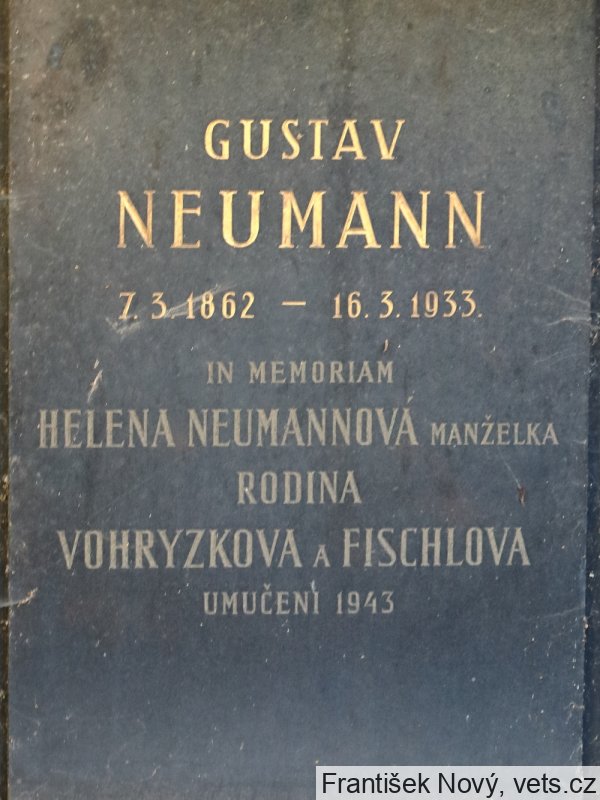 GUSTAV
NEUMANN
7. 3. 1862 — 16. 3. 1933.
IN MEMORIAM
HELENA NEUMANNOVÁ MANŽELKA
RODINA
VOHRYZKOVA A FISCHLOVA
UMUČENI 1943
František Nový, vets.cz